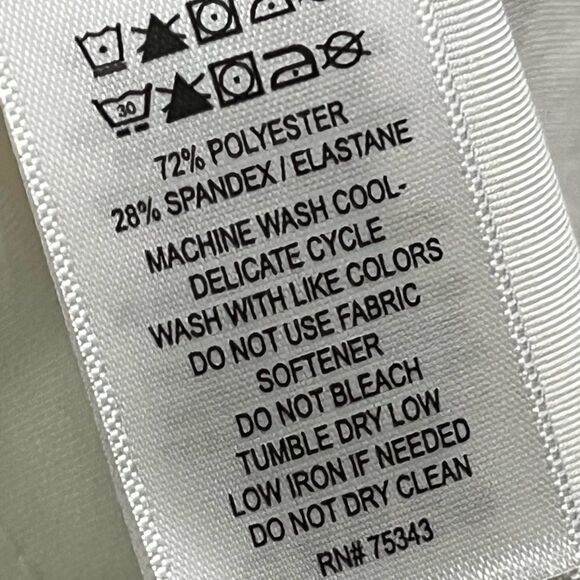 30
72% POLYESTER
28% SPANDEX / ELASTANE
MACHINE WASH COOL-
DELICATE CYCLE
WASH WITH LIKE COLORS
DO NOT USE FABRIC
SOFTENER
DO NOT BLEACH
TUMBLE DRY LOW
LOW IRON IF NEEDED
DO NOT DRY CLEAN
RN# 75343